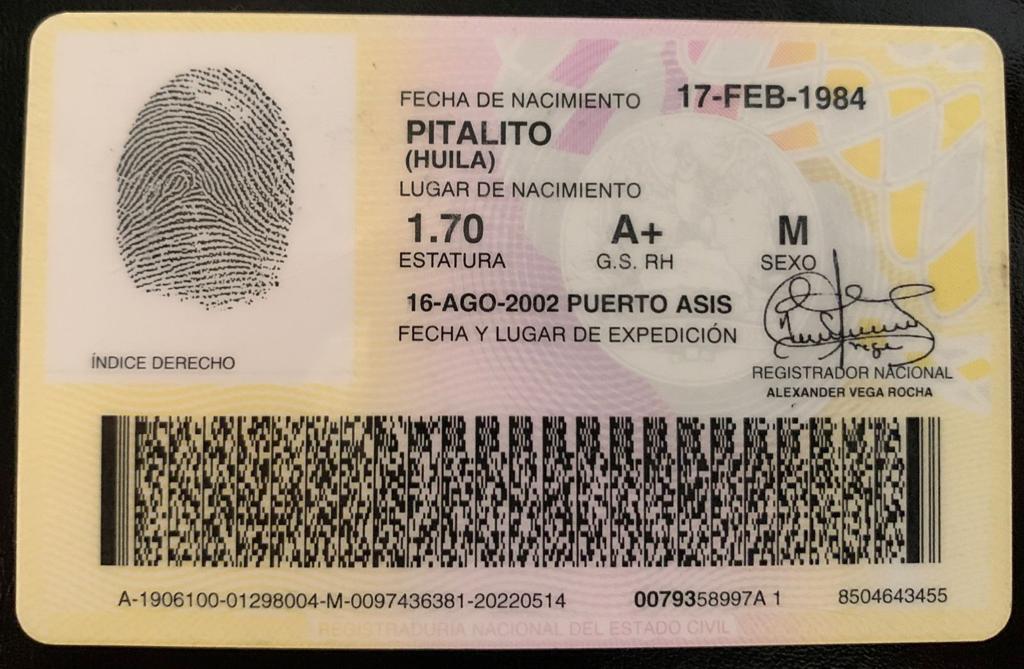 FECHA DE NACIMIENTO 17-FEB-1984
PITALITO
(HUILA)
LUGAR DE NACIMIENTO
1.70 A+ M
ESTATURA G.S. RH SEXO
16-AGO-2002 PUERTO ASIS
FECHA Y LUGAR DE EXPEDICIÓN
ÍNDICE DERECHO
REGISTRADOR NACIONAL
ALEXANDER VEGA ROCHA
A-1906100-01298004-M-0097436381-20220514 0079358997A 1 8504643455
REGISTRADURIA NACIONAL DEL ESTADO CIVIL